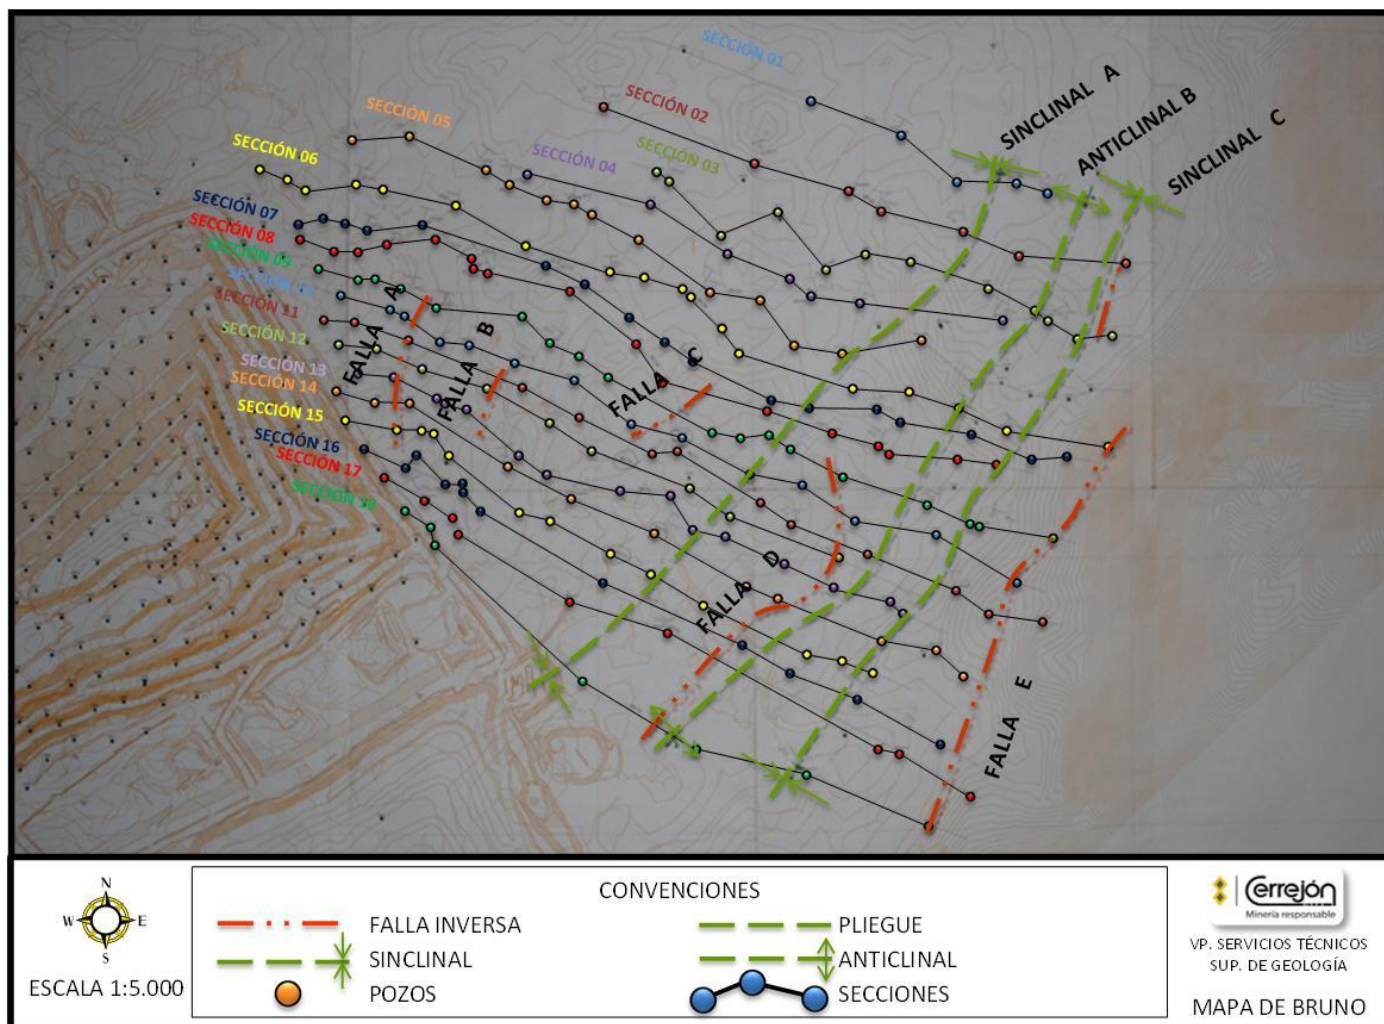 SECCIÓN 01
SECCIÓN 02
SECCIÓN 03
SECCIÓN 04
SECCIÓN 05
SECCIÓN 06
SECCIÓN 07
SECCIÓN 08
SECCIÓN 09
SECCIÓN 11
SECCIÓN 12
SECCIÓN 13
SECCIÓN 14
SECCIÓN 15
SECCIÓN 16
SECCIÓN 17
SECCIÓN 18
SINCLINAL A
ANTICLINAL B
SINCLINAL C
FALLA A
FALLA B
FALLA C
FALLA D
FALLA E
N
W E
S
ESCALA 1:5.000
CONVENCIONES
FALLA INVERSA
SINCLINAL
POZOS
PLIEGUE
ANTICLINAL
SECCIONES
Cerrejón
Minería responsable
VP. SERVICIOS TÉCNICOS
SUP. DE GEOLOGÍA
MAPA DE BRUNO